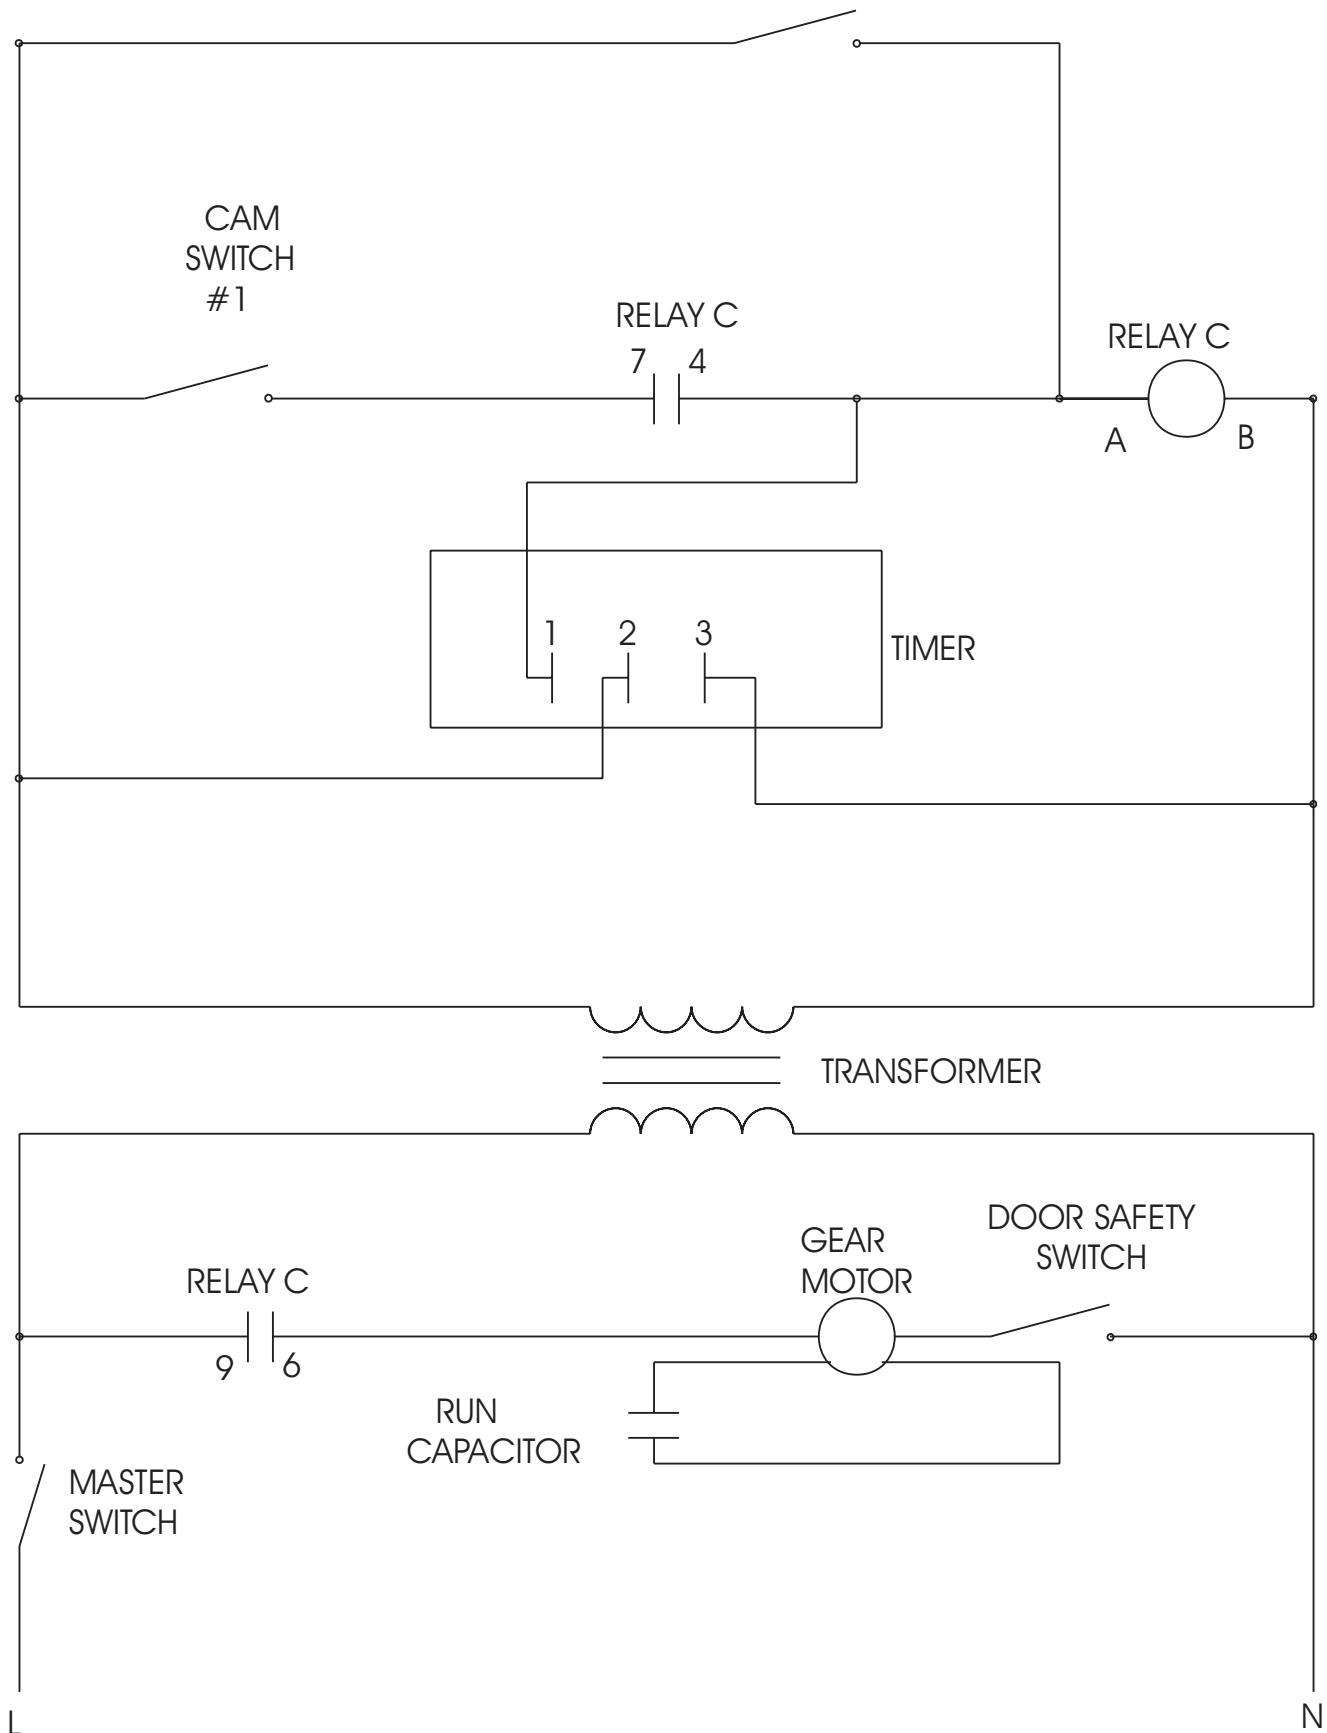 CAM
SWITCH
#1
RELAY C
7 4
RELAY C
A
B
1 2 3
TIMER
TRANSFORMER
DOOR SAFETY
SWITCH
GEAR
MOTOR
RELAY C
9 6
RUN
CAPACITOR
MASTER
SWITCH
L
N